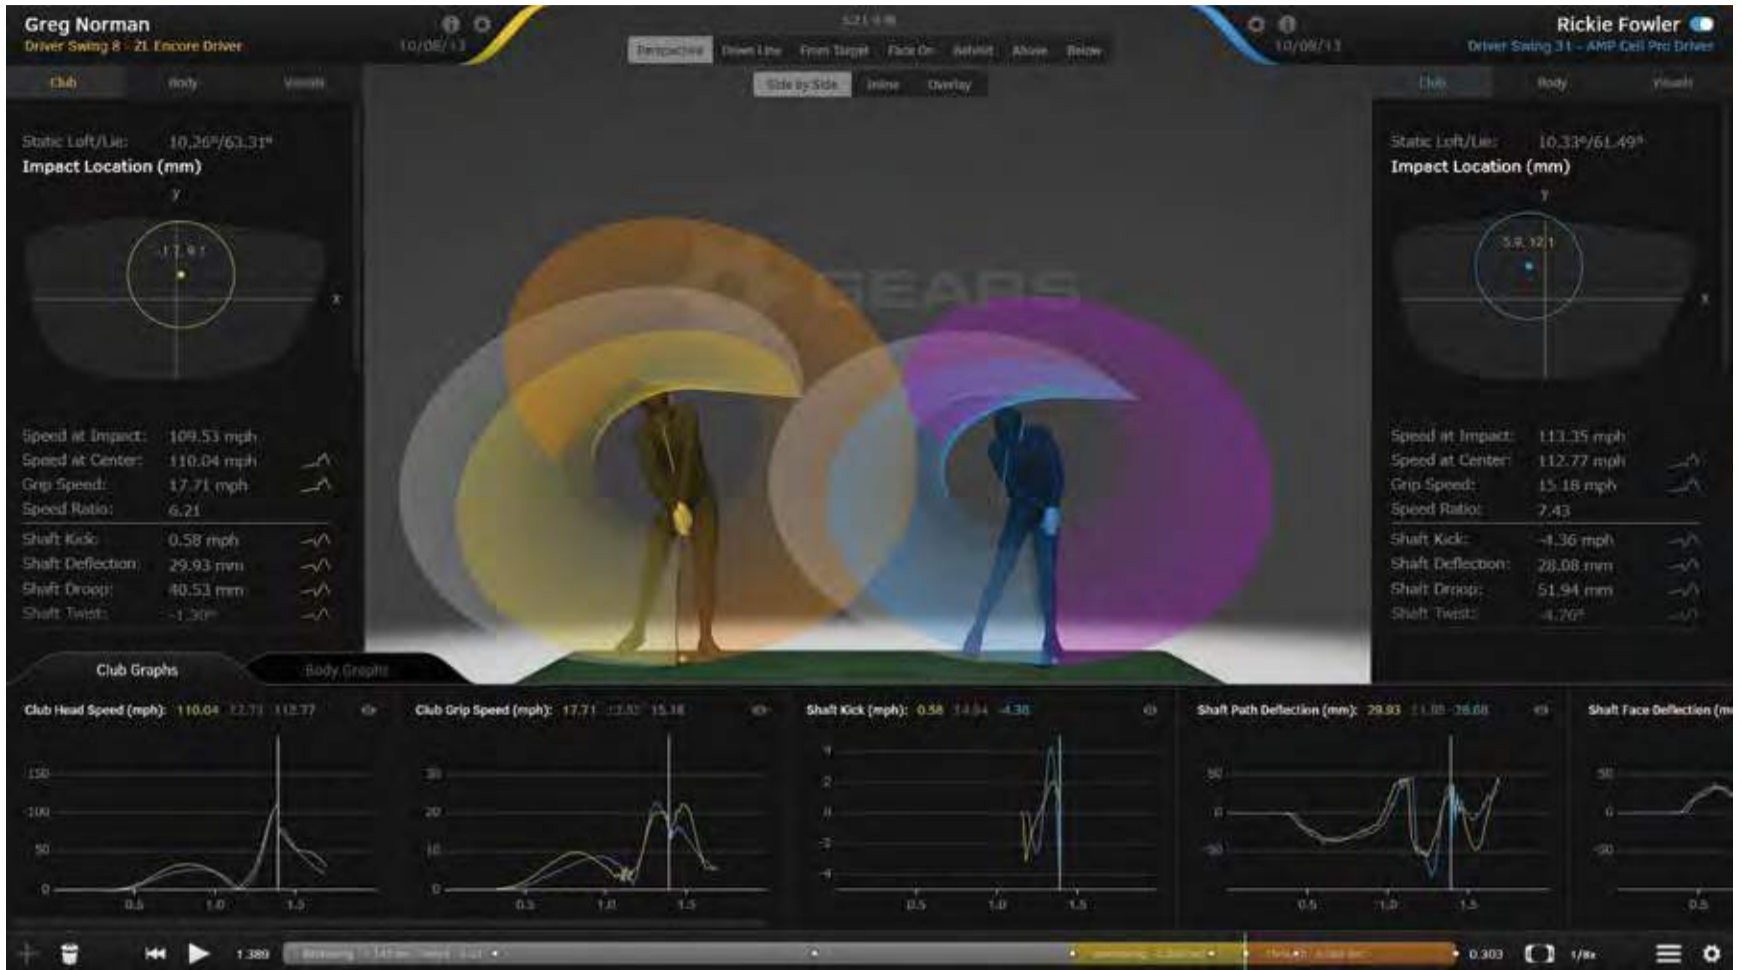 Greg Norman
Driver Swing 8 - ZL Encore Driver
10/08/13
Club Body Visuals
Static Loft/Lie: 10.26°/63.31°
Impact Location (mm)
y
x
Speed at Impact: 109.53 mph
Speed at Center: 110.04 mph
Grip Speed: 17.71 mph
Speed Ratio: 6.21
Shaft Kick: 0.58 mph
Shaft Deflection: 29.93 mm
Shaft Droop: 40.53 mm
Shaft Twist: -1.30°
Perspective Down Line From Target Face On Behind Above Below
Side by Side Inline Overlay
GEARS
Rickie Fowler
Driver Swing 31 - AMP Cell Pro Driver
10/09/13
Club Body Visuals
Static Loft/Lie: 10.33°/61.49°
Impact Location (mm)
y
5.9, 12.1
x
Speed at Impact: 113.35 mph
Speed at Center: 112.77 mph
Grip Speed: 15.18 mph
Speed Ratio: 7.43
Shaft Kick: -4.36 mph
Shaft Deflection: 28.08 mm
Shaft Droop: 51.94 mm
Shaft Twist: -4.76°
Club Graphs Body Graphs
Club Head Speed (mph): 110.04 112.77
150
100
50
0
0.5 1.0 1.5
Club Grip Speed (mph): 17.71 15.18
30
20
10
0
0.5 1.0 1.5
Shaft Kick (mph): 0.58 -4.36
4
2
0
-2
-4
0.5 1.0 1.5
Shaft Path Deflection (mm): 29.93 28.08
50
0
-50
0.5 1.0 1.5
Shaft Face Deflection (m
50
0
-50
0.5
1.389
0.303
1/8x